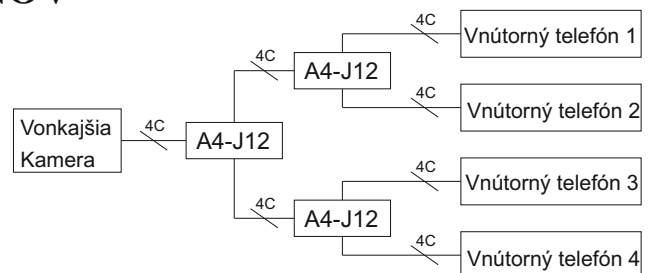 4C
Vnútorný telefón 1
4C
A4-J12
4C
Vnútorný telefón 2
Vonkajšia
Kamera
4C
A4-J12
4C
Vnútorný telefón 3
4C
A4-J12
4C
Vnútorný telefón 4